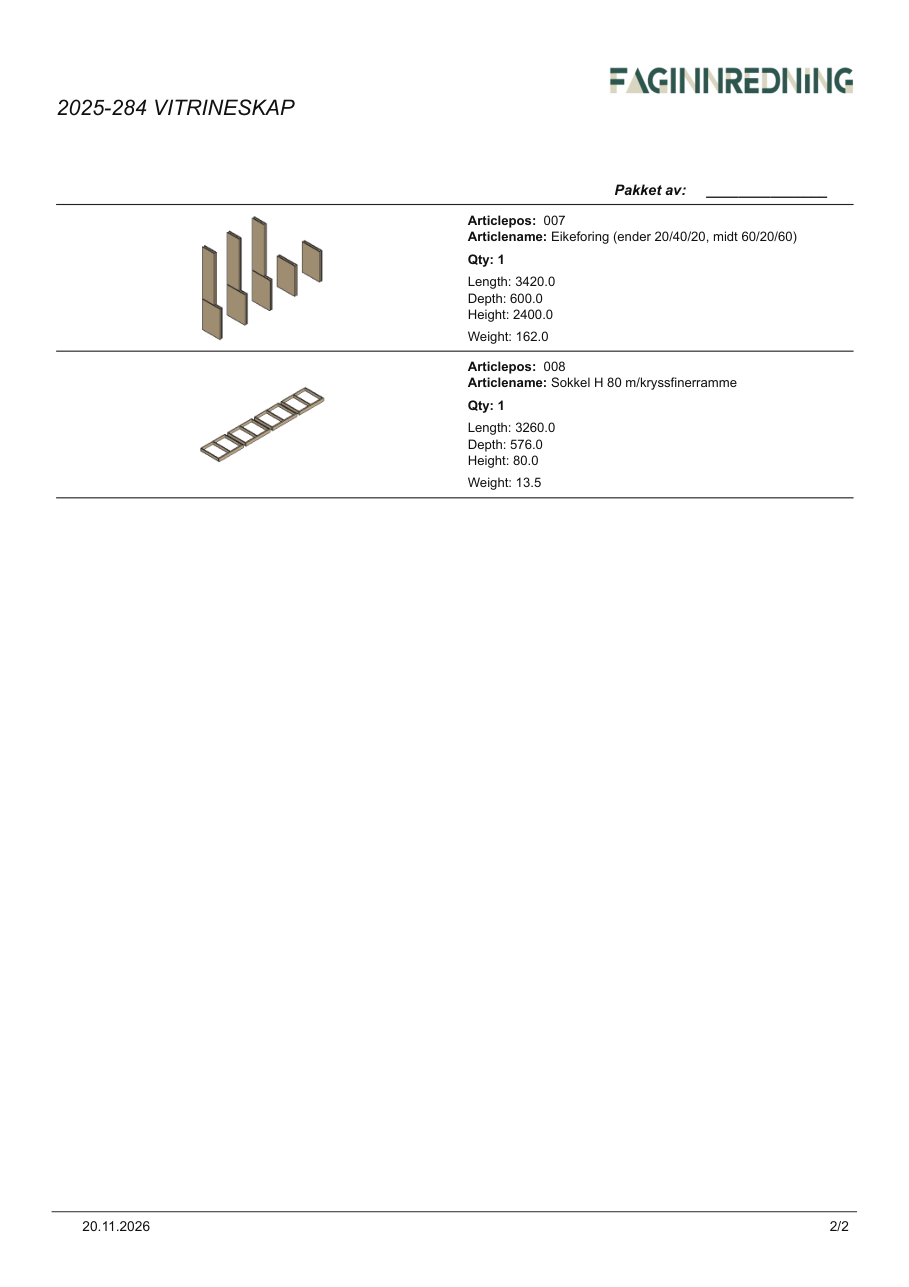 FAGINNREDNING
2025-284 VITRINESKAP
Pakket av: _______________
Articlepos: 007
Articlename: Eikeforing (ender 20/40/20, midt 60/20/60)
Qty: 1
Length: 3420.0
Depth: 600.0
Height: 2400.0
Weight: 162.0
Articlepos: 008
Articlename: Sokkel H 80 m/kryssfinerramme
Qty: 1
Length: 3260.0
Depth: 576.0
Height: 80.0
Weight: 13.5
20.11.2026 2/2